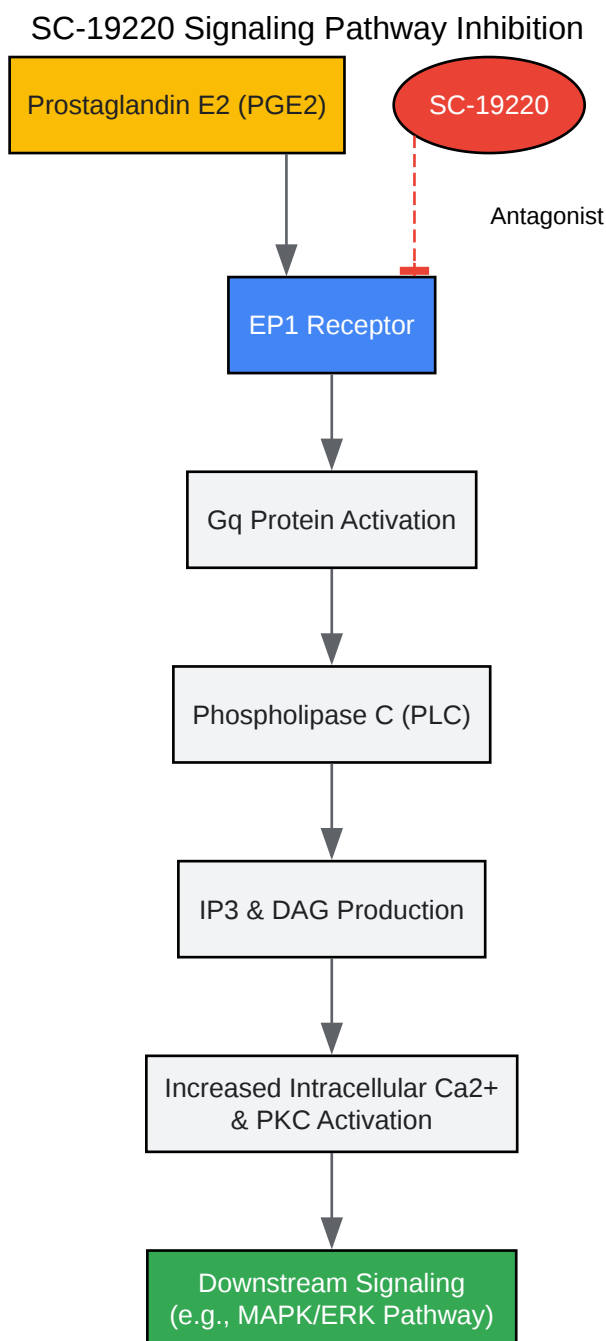 SC-19220 Signaling Pathway Inhibition
Prostaglandin E2 (PGE2)
SC-19220
Antagonist
EP1 Receptor
Gq Protein Activation
Phospholipase C (PLC)
IP3 & DAG Production
Increased Intracellular Ca2+
& PKC Activation
Downstream Signaling
(e.g., MAPK/ERK Pathway)